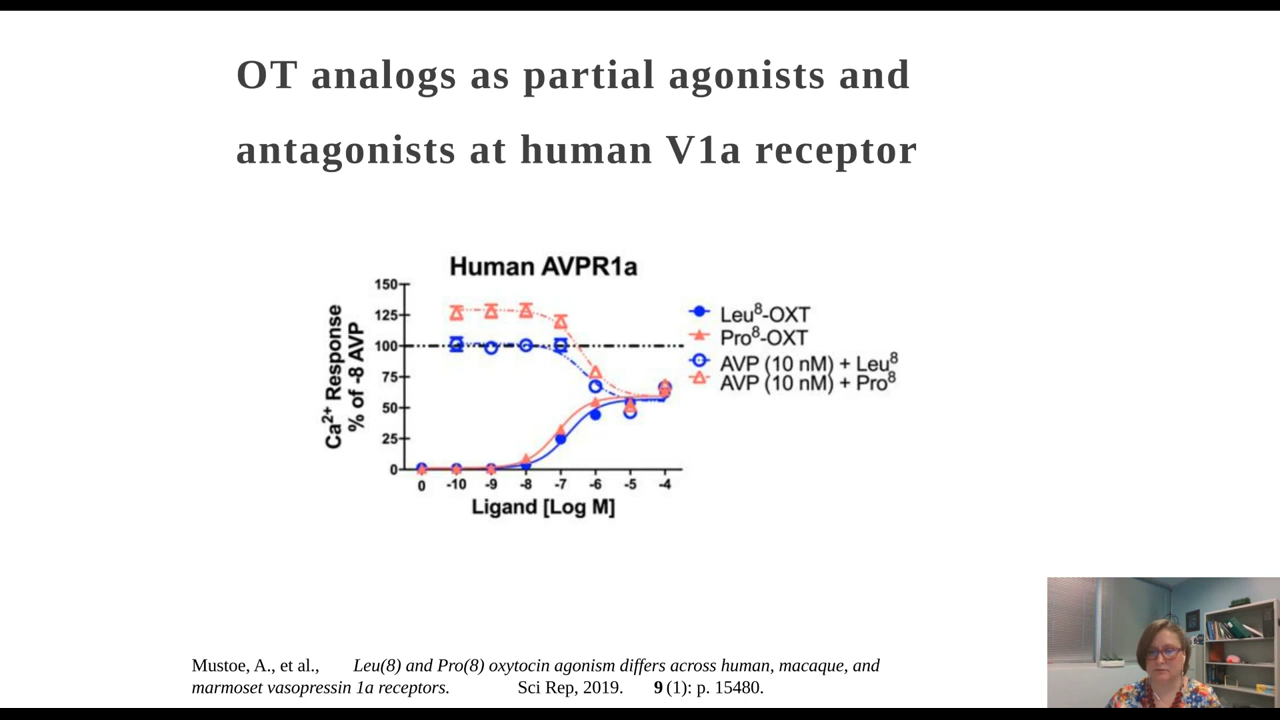 OT analogs as partial agonists and
antagonists at human V1a receptor
Human AVPR1a
150
125
100
75
50
25
0
Ca2+ Response
% of -8 AVP
0 -10 -9 -8 -7 -6 -5 -4
Ligand [Log M]
Leu8-OXT
Pro8-OXT
AVP (10 nM) + Leu8
AVP (10 nM) + Pro8
Mustoe, A., et al., Leu(8) and Pro(8) oxytocin agonism differs across human, macaque, and
marmoset vasopressin 1a receptors. Sci Rep, 2019. 9 (1): p. 15480.